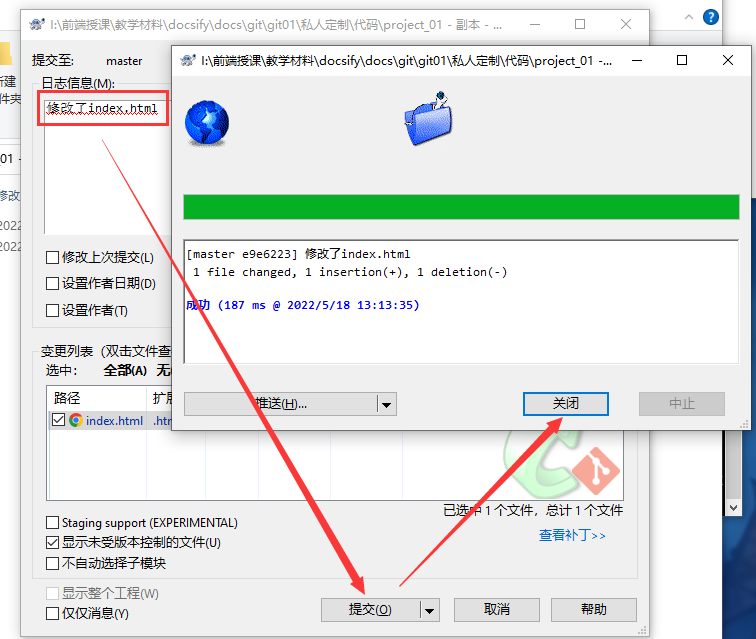 I:\前端授课\教学材料\docsify\docs\git\git01\私人定制\代码\project_01 - 副本 - ...
I:\前端授课\教学材料\docsify\docs\git\git01\私人定制\代码\project_01 -...
提交至: master
日志信息(M):
修改了index.html
[master e9e6223] 修改了index.html
1 file changed, 1 insertion(+), 1 deletion(-)
成功 (187 ms @ 2022/5/18 13:13:35)
推送(H)...
关闭
中止
新建
件夹
01 -
修改
2022
2022
修改上次提交(L)
设置作者日期(D)
设置作者(T)
变更列表 (双击文件查
选中: 全部(A) 无
路径 扩展
index.html .htr
已选中 1 个文件，总计 1 个文件
查看补丁>>
Staging support (EXPERIMENTAL)
显示未受版本控制的文件(U)
不自动选择子模块
显示整个工程(W)
仅仅消息(Y)
提交(O)
取消
帮助